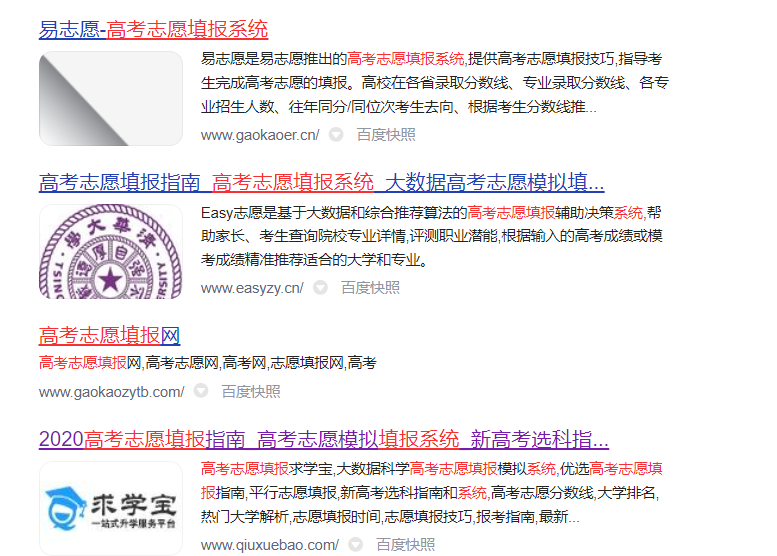 易志愿-高考志愿填报系统
易志愿是易志愿推出的高考志愿填报系统,提供高考志愿填报技巧,指导考
生完成高考志愿的填报。高校在各省录取分数线、专业录取分数线、各专
业招生人数、往年同分/同位次考生去向、根据考生分数线推...
www.gaokaoer.cn/ 百度快照
高考志愿填报指南_高考志愿填报系统_大数据高考志愿模拟填...
Easy志愿是基于大数据和综合推荐算法的高考志愿填报辅助决策系统,帮
助家长、考生查询院校专业详情,评测职业潜能,根据输入的高考成绩或模
考成绩精准推荐适合的大学和专业。
學大華清
自强
厚
TSING
SITY
www.easyzy.cn/ 百度快照
高考志愿填报网
高考志愿填报网,高考志愿网,高考网,志愿填报网,高考
www.gaokaozytb.com/ 百度快照
2020高考志愿填报指南_高考志愿模拟填报系统_新高考选科指...
高考志愿填报求学宝,大数据科学高考志愿填报模拟系统,优选高考志愿填
报指南,平行志愿填报,新高考选科指南和系统,高考志愿分数线,大学排名,
热门大学解析,志愿填报时间,志愿填报技巧,报考指南,最新...
求学宝
一站式升学服务平台
www.qiuxuebao.com/ 百度快照